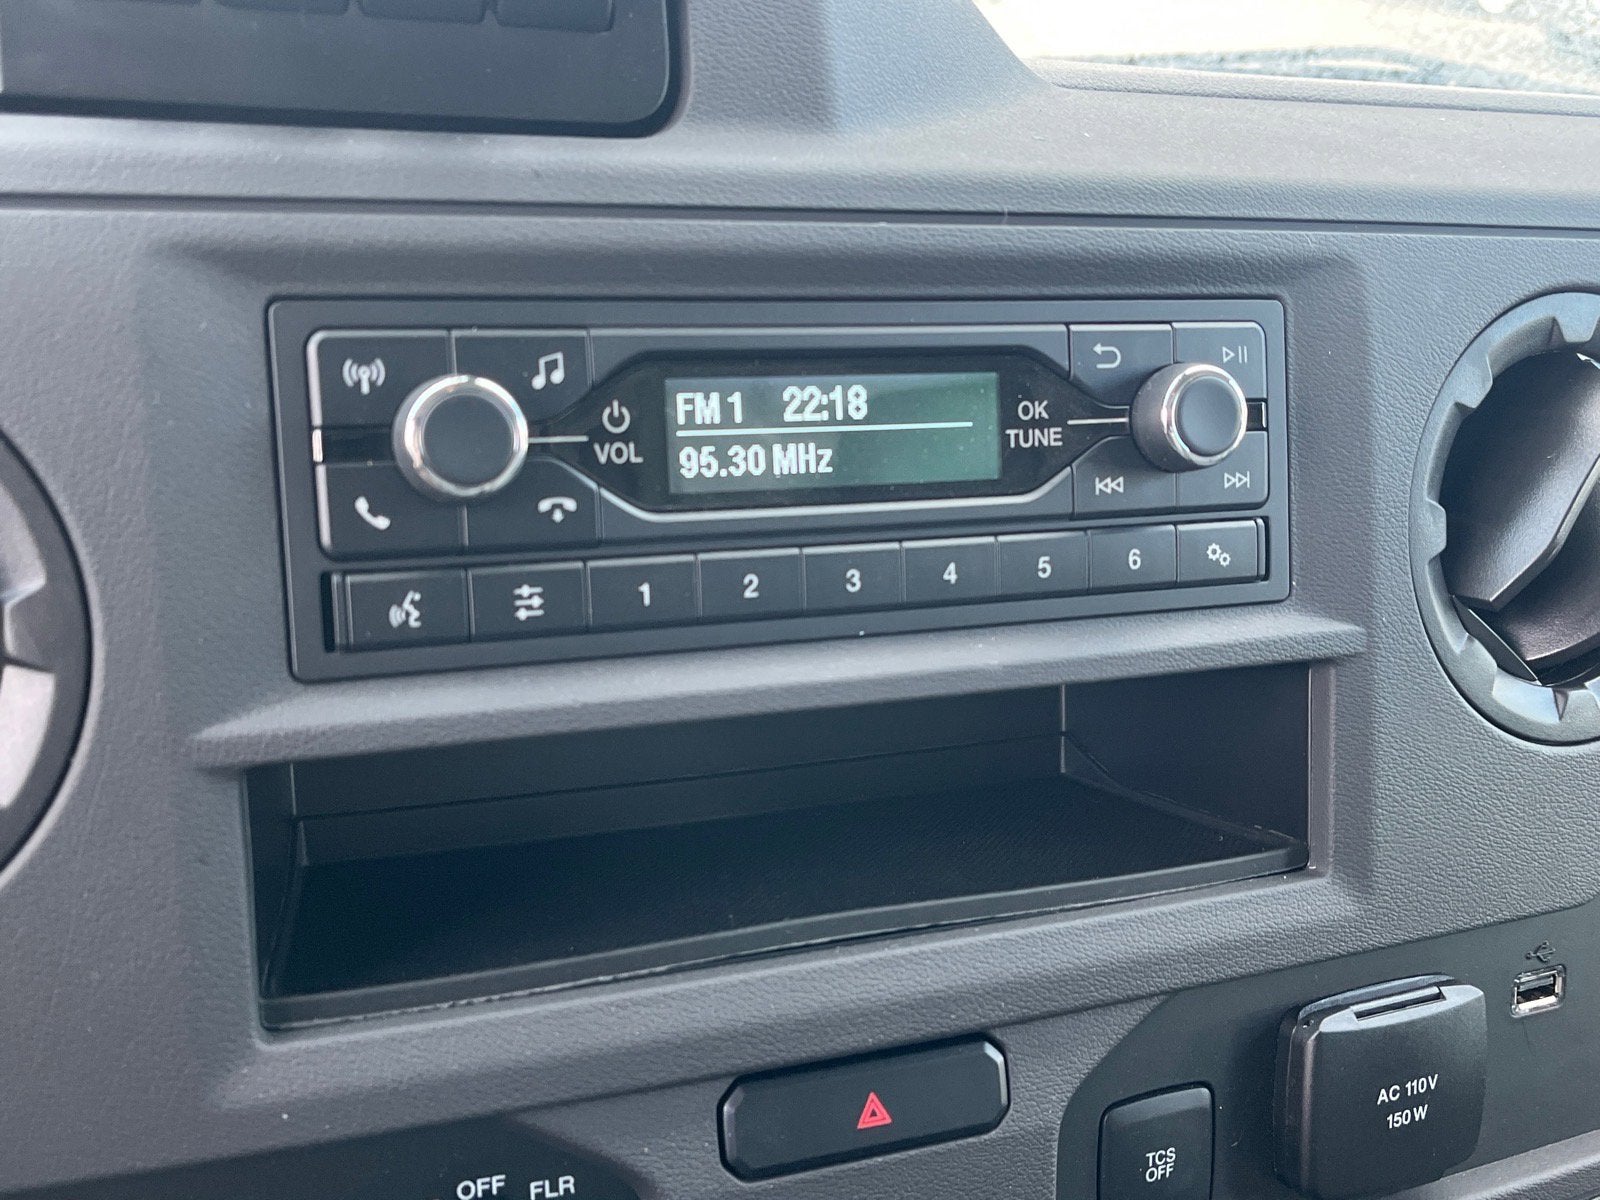 FM 1 22:18
95.30 MHz
VOL
OK
TUNE
1 2 3 4 5 6
AC 110V
150 W
TCS
OFF
OFF FLR